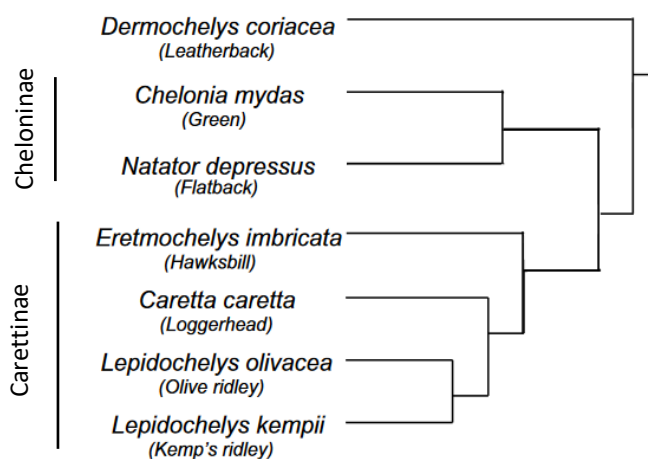 Dermochelys coriacea
(Leatherback)
Cheloninae
Chelonia mydas
(Green)
Natator depressus
(Flatback)
Carettinae
Eretmochelys imbricata
(Hawksbill)
Caretta caretta
(Loggerhead)
Lepidochelys olivacea
(Olive ridley)
Lepidochelys kempii
(Kemp's ridley)